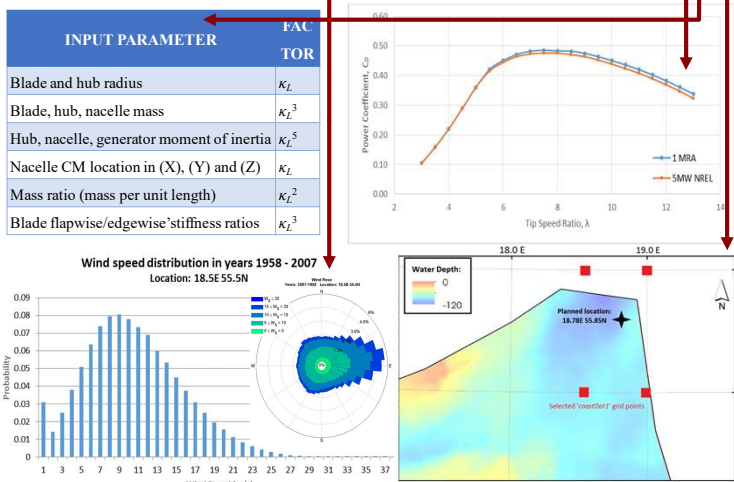 INPUT PARAMETER
FAC
TOR
Blade and hub radius κL
Blade, hub, nacelle mass κL³
Hub, nacelle, generator moment of inertia κL⁵
Nacelle CM location in (X), (Y) and (Z) κL
Mass ratio (mass per unit length) κL²
Blade flapwise/edgewise'stiffness ratios κL³
0.60
0.50
0.40
0.30
0.20
0.10
0.00
Power Coefficient, Cp
2 4 6 8 10 12 14
Tip Speed Ratio, λ
1 MRA
5MW NREL
Wind speed distribution in years 1958 - 2007
Location: 18.5E 55.5N
0.09
0.08
0.07
0.06
0.05
0.04
0.03
0.02
0.01
0
Probability
1 3 5 7 9 11 13 15 17 19 21 23 25 27 29 31 33 35 37
Wind Rose
N
W
E
S
18.0 E 19.0 E
Water Depth:
0
-120
N
Planned location:
18.78E 55.85N
Selected 'coastDat1' grid points